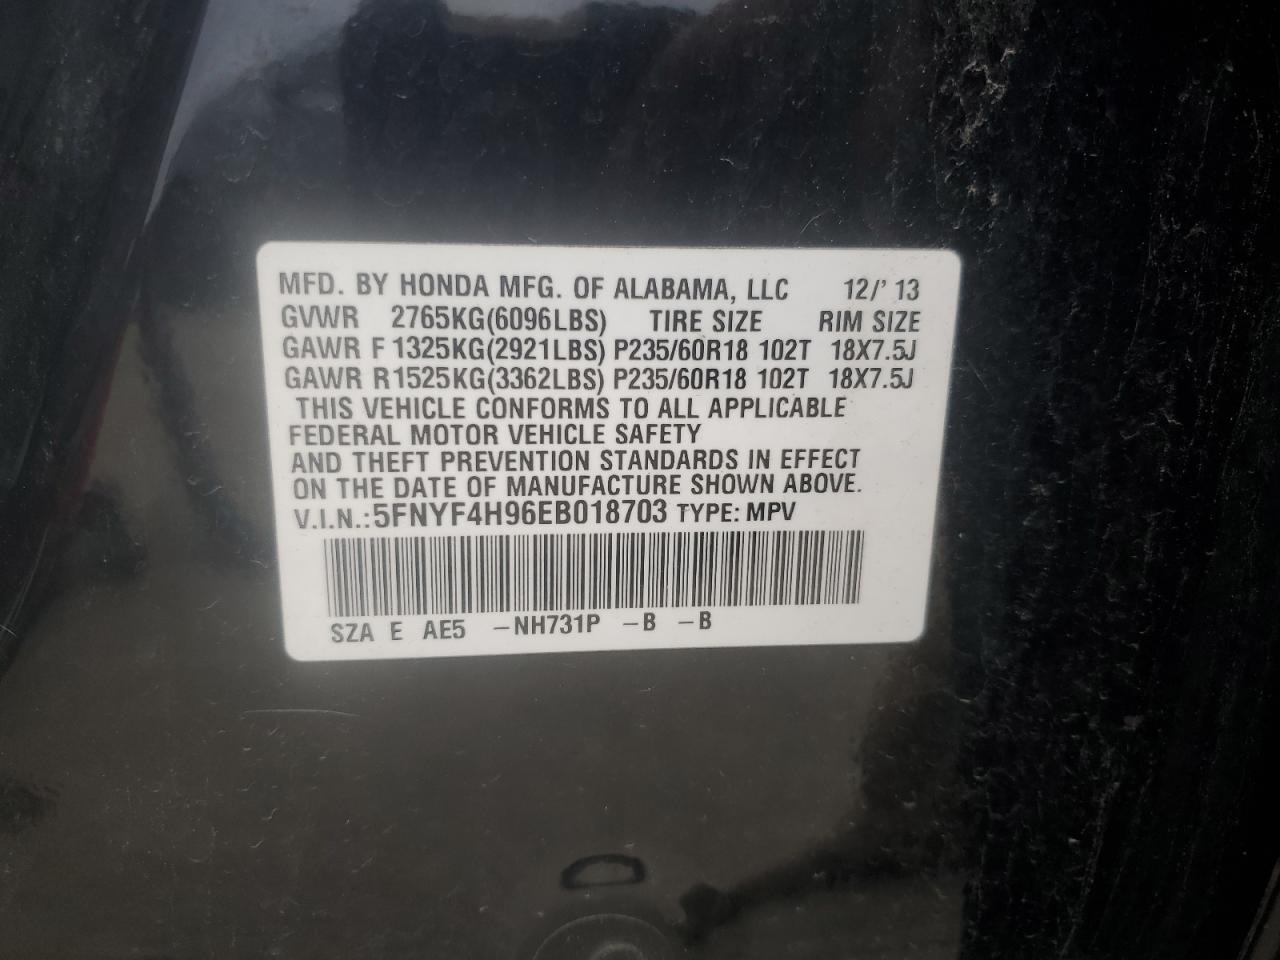 MFD. BY HONDA MFG. OF ALABAMA, LLC 12/' 13
GVWR 2765KG(6096LBS) TIRE SIZE RIM SIZE
GAWR F 1325KG(2921LBS) P235/60R18 102T 18X7.5J
GAWR R1525KG(3362LBS) P235/60R18 102T 18X7.5J
THIS VEHICLE CONFORMS TO ALL APPLICABLE
FEDERAL MOTOR VEHICLE SAFETY
AND THEFT PREVENTION STANDARDS IN EFFECT
ON THE DATE OF MANUFACTURE SHOWN ABOVE.
V.I.N.:5FNYF4H96EB018703 TYPE: MPV
SZA E AE5 –NH731P –B –B